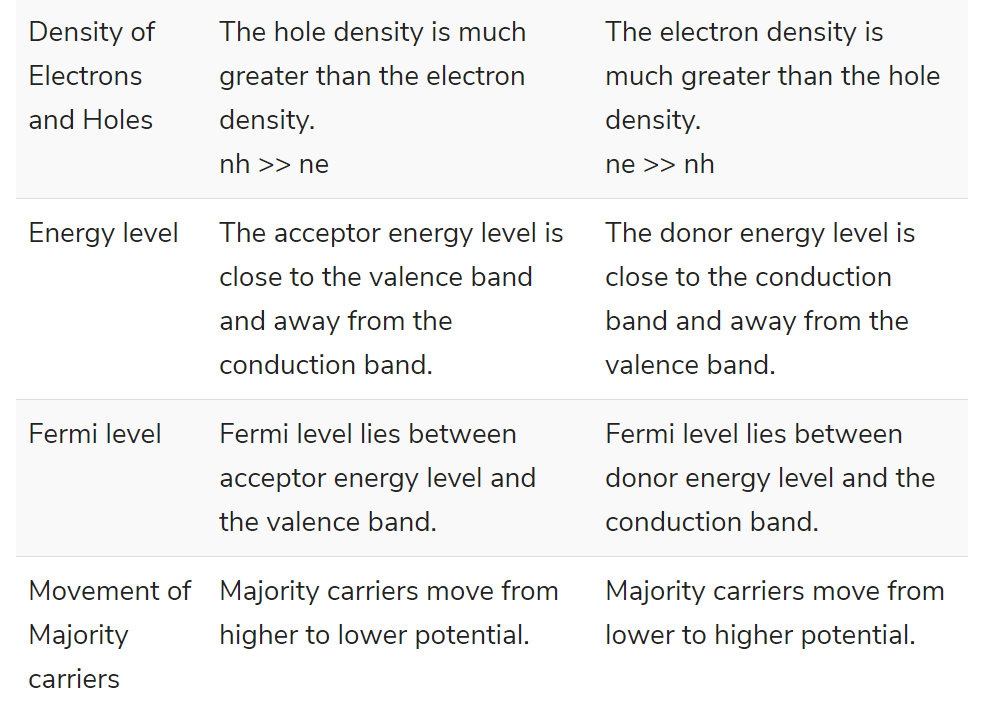 Density of
Electrons
and Holes
The hole density is much
greater than the electron
density.
nh >> ne
The electron density is
much greater than the hole
density.
ne >> nh
Energy level
The acceptor energy level is
close to the valence band
and away from the
conduction band.
The donor energy level is
close to the conduction
band and away from the
valence band.
Fermi level
Fermi level lies between
acceptor energy level and
the valence band.
Fermi level lies between
donor energy level and the
conduction band.
Movement of
Majority
carriers
Majority carriers move from
higher to lower potential.
Majority carriers move from
lower to higher potential.